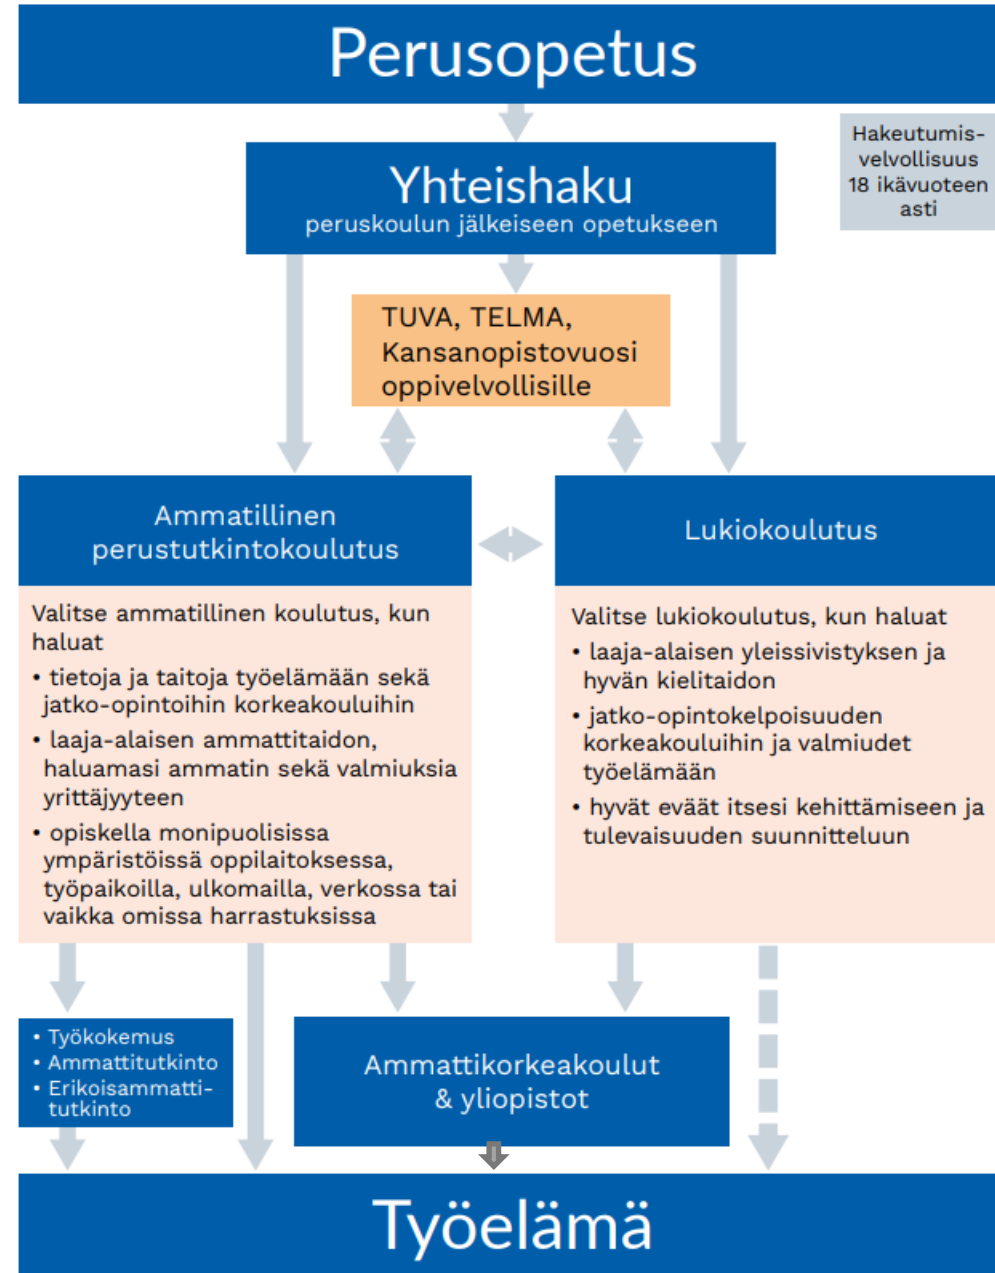 Perusopetus
Hakeutumis-
velvollisuus
18 ikävuoteen
asti
Yhteishaku
peruskoulun jälkeiseen opetukseen
TUVA, TELMA,
Kansanopistovuosi
oppivelvollisille
Ammatillinen
perustutkintokoulutus
Valitse ammatillinen koulutus, kun
haluat
• tietoja ja taitoja työelämään sekä
jatko-opintoihin korkeakouluihin
• laaja-alaisen ammattitaidon,
haluamasi ammatin sekä valmiuksia
yrittäjyyteen
• opiskella monipuolisissa
ympäristöissä oppilaitoksessa,
työpaikoilla, ulkomailla, verkossa tai
vaikka omissa harrastuksissa
Lukiokoulutus
Valitse lukiokoulutus, kun haluat
• laaja-alaisen yleissivistyksen ja
hyvän kielitaidon
• jatko-opintokelpoisuuden
korkeakouluihin ja valmiudet
työelämään
• hyvät eväät itsesi kehittämiseen ja
tulevaisuuden suunnitteluun
• Työkokemus
• Ammattitutkinto
• Erikoisammatti-
tutkinto
Ammattikorkeakoulut
& yliopistot
Työelämä